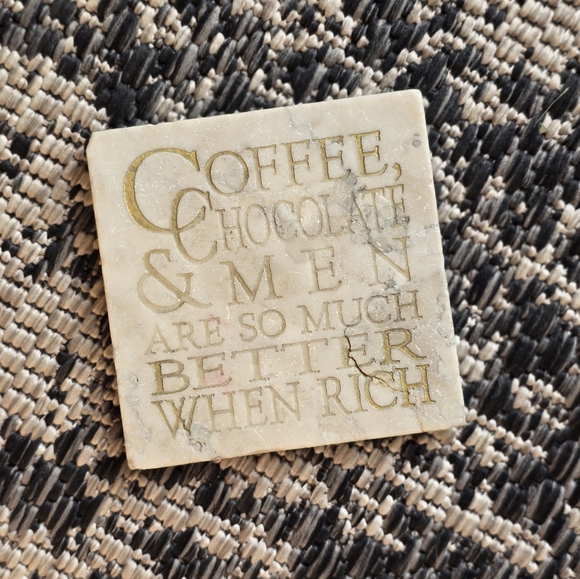 COFFEE,
CHOCOLATE
& MEN
ARE SO MUCH
BETTER
WHEN RICH